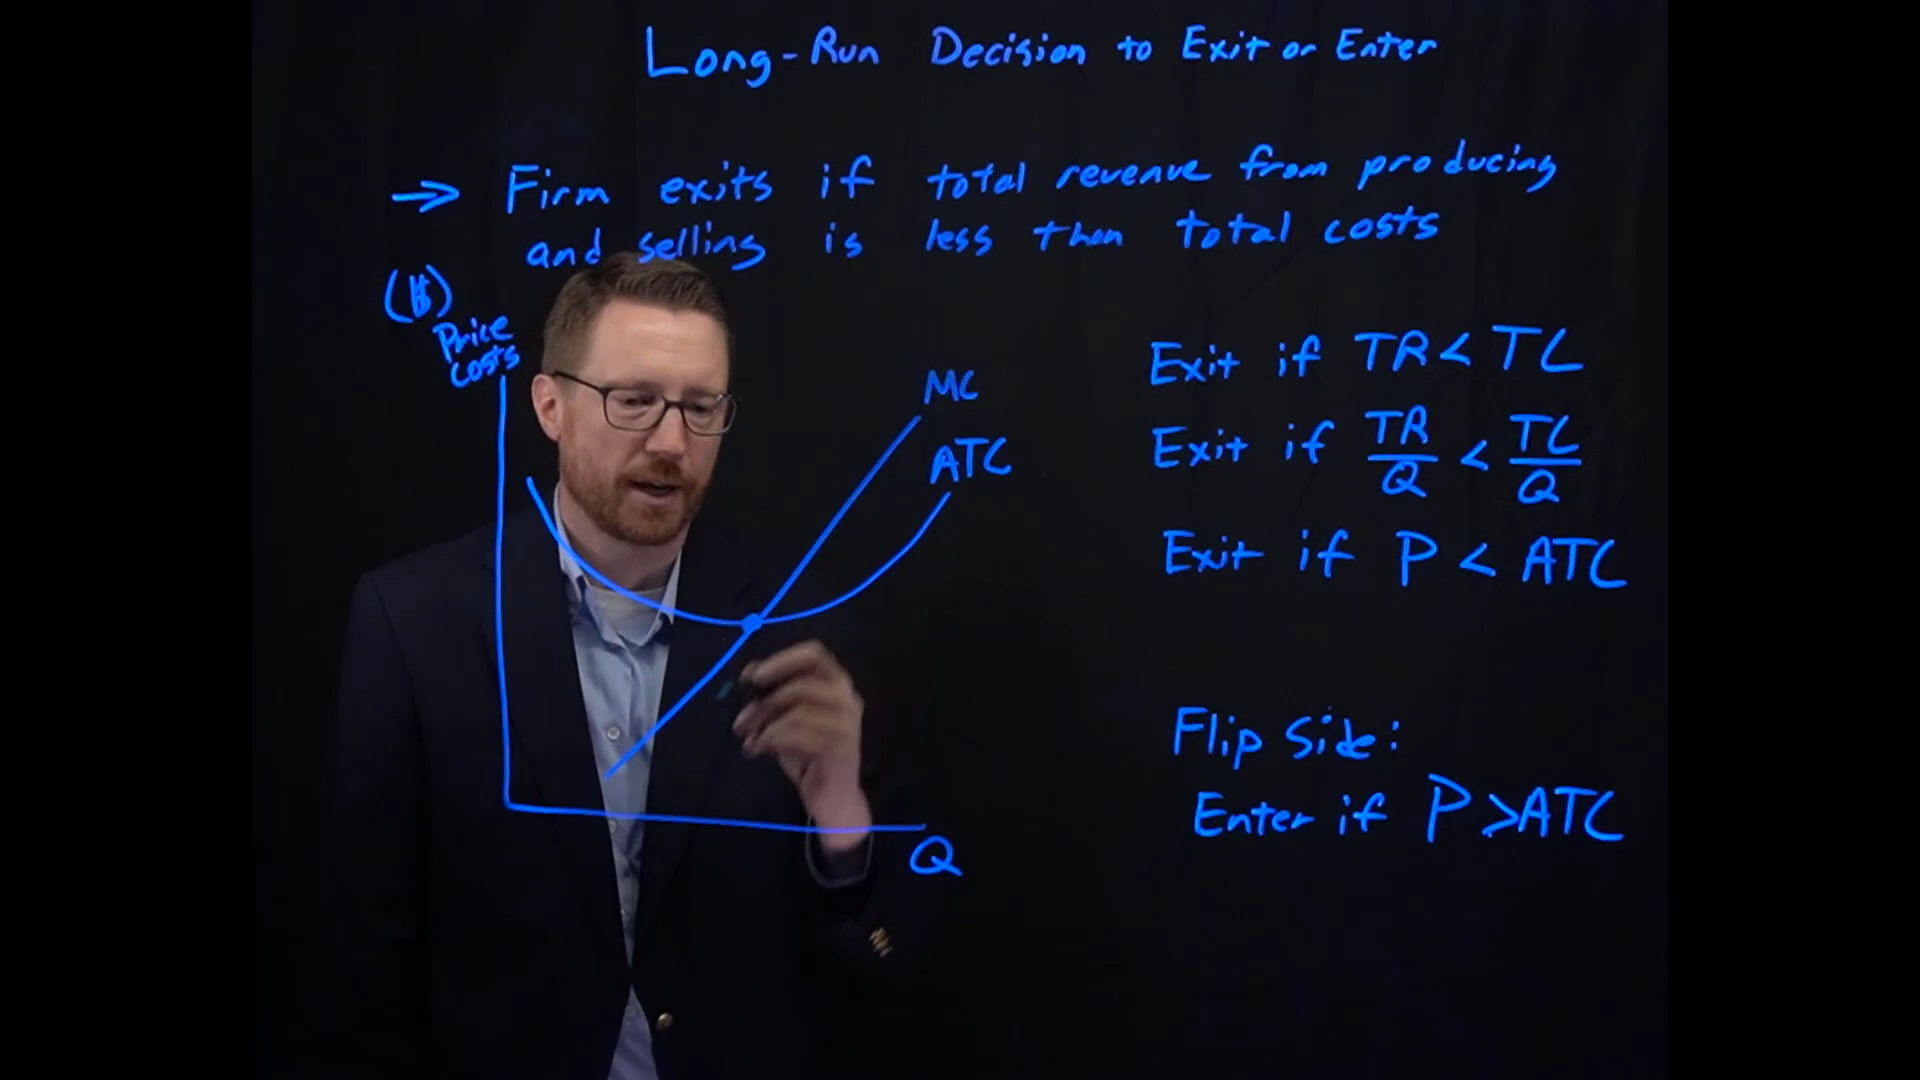 Long-Run Decision to Exit or Enter
→ Firm exits if total revenue from producing
and selling is less than total costs
($)
Price
Costs
MC
ATC
Q
Exit if TR < TC
Exit if TR/Q < TC/Q
Exit if P < ATC
Flip Side:
Enter if P > ATC